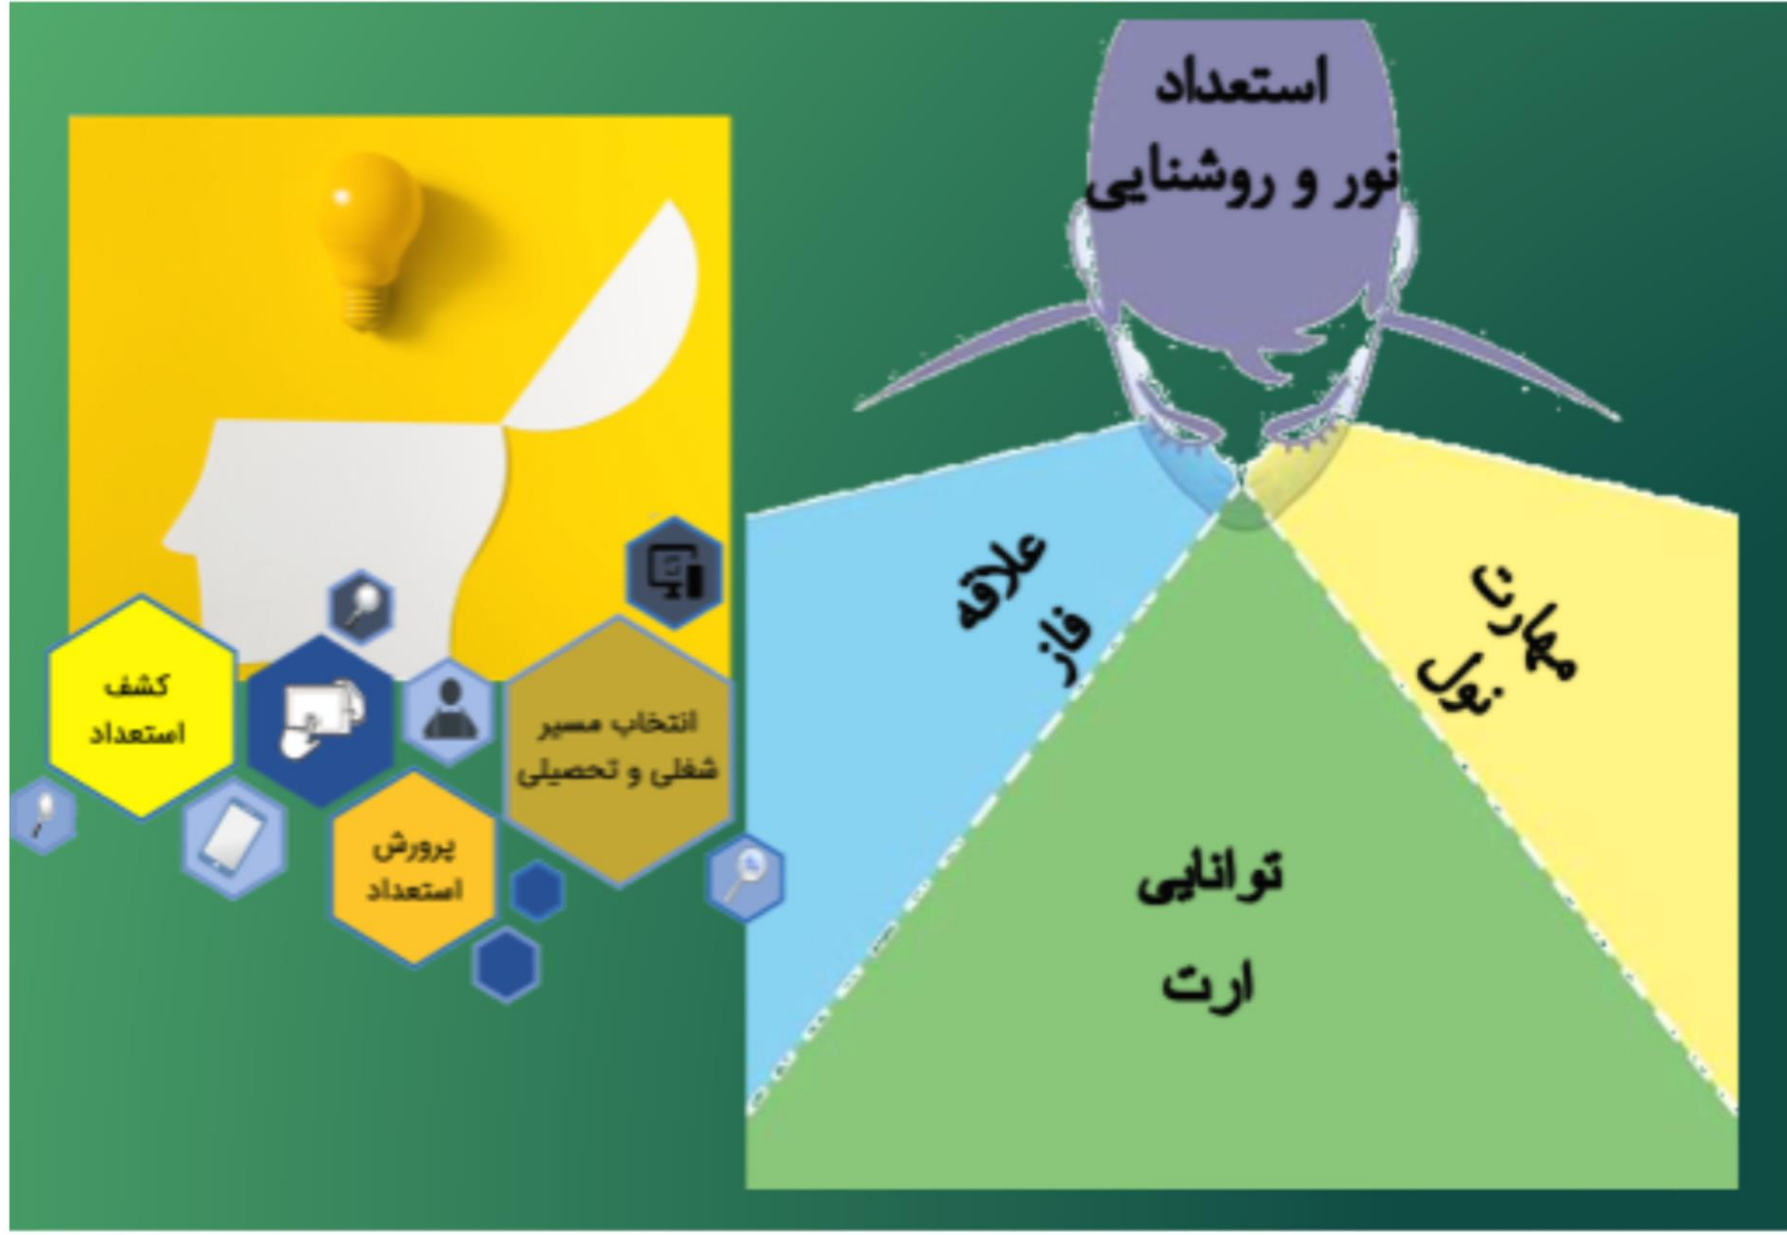 استعداد
نور و روشنایی
علاقه
فاز
مهارت
نول
توانایی
ارت
کشف
استعداد
پرورش
استعداد
انتخاب مسیر
شغلی و تحصیلی